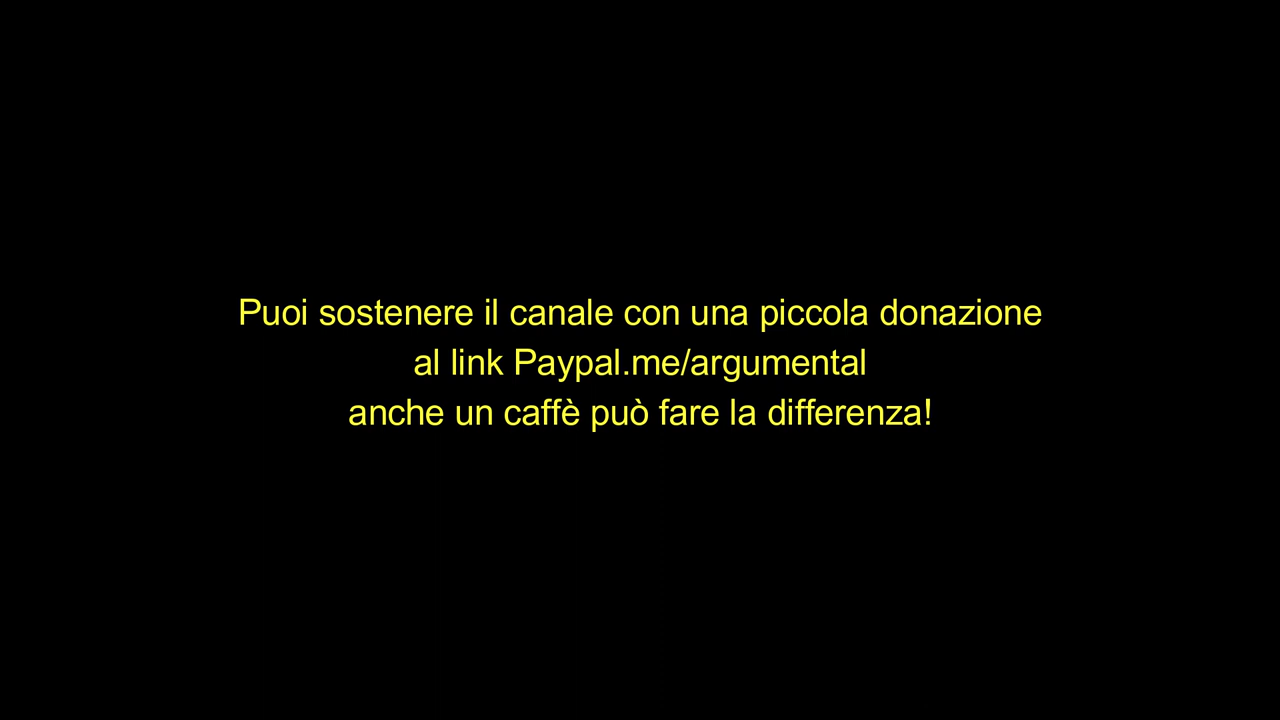 Puoi sostenere il canale con una piccola donazione
al link Paypal.me/argumental
anche un caffè può fare la differenza!